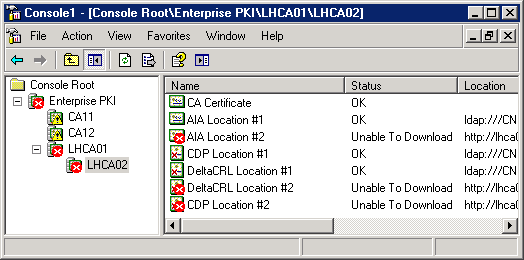 Console1 - [Console Root\Enterprise PKI\LHCA01\LHCA02]
File Action View Favorites Window Help
Console Root
Enterprise PKI
CA11
CA12
LHCA01
LHCA02
Name Status Location
CA Certificate OK
AIA Location #1 OK ldap:///CN
AIA Location #2 Unable To Download http://lhca0
CDP Location #1 OK ldap:///CN
DeltaCRL Location #1 OK ldap:///CN
DeltaCRL Location #2 Unable To Download http://lhca0
CDP Location #2 Unable To Download http://lhca0